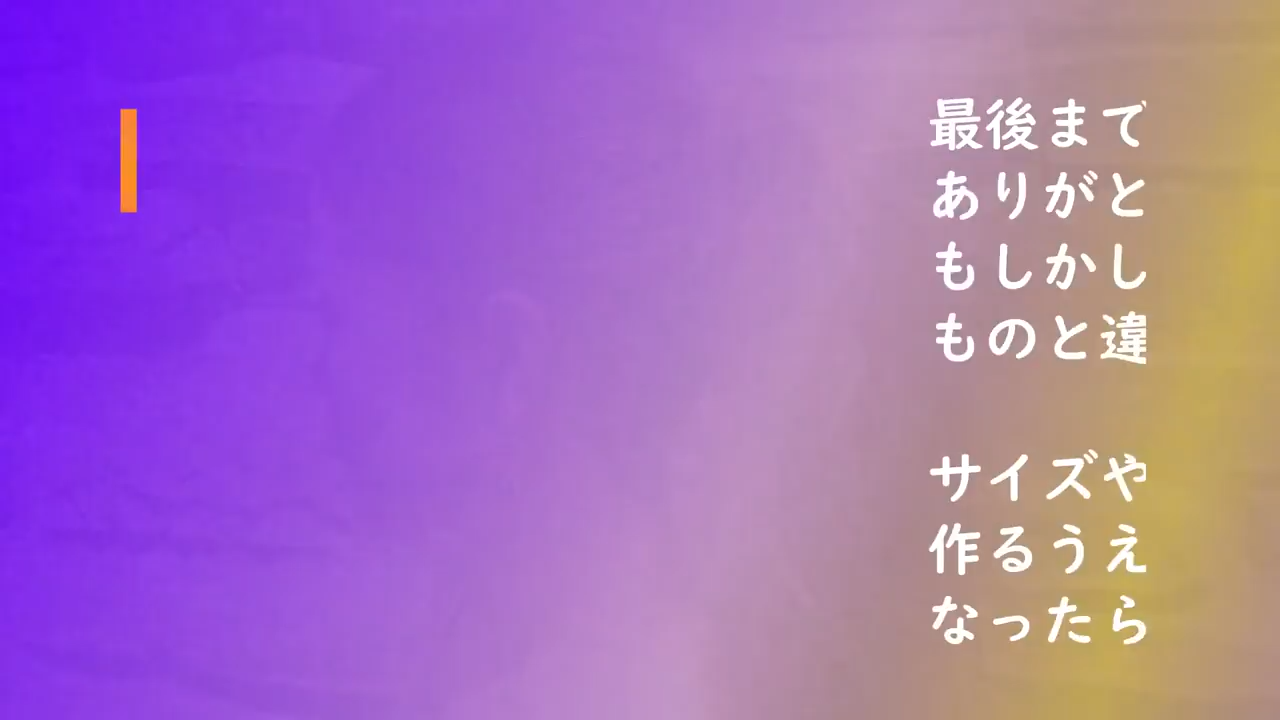 最後まで
ありがと
もしかし
ものと違
サイズや
作るうえ
なったら